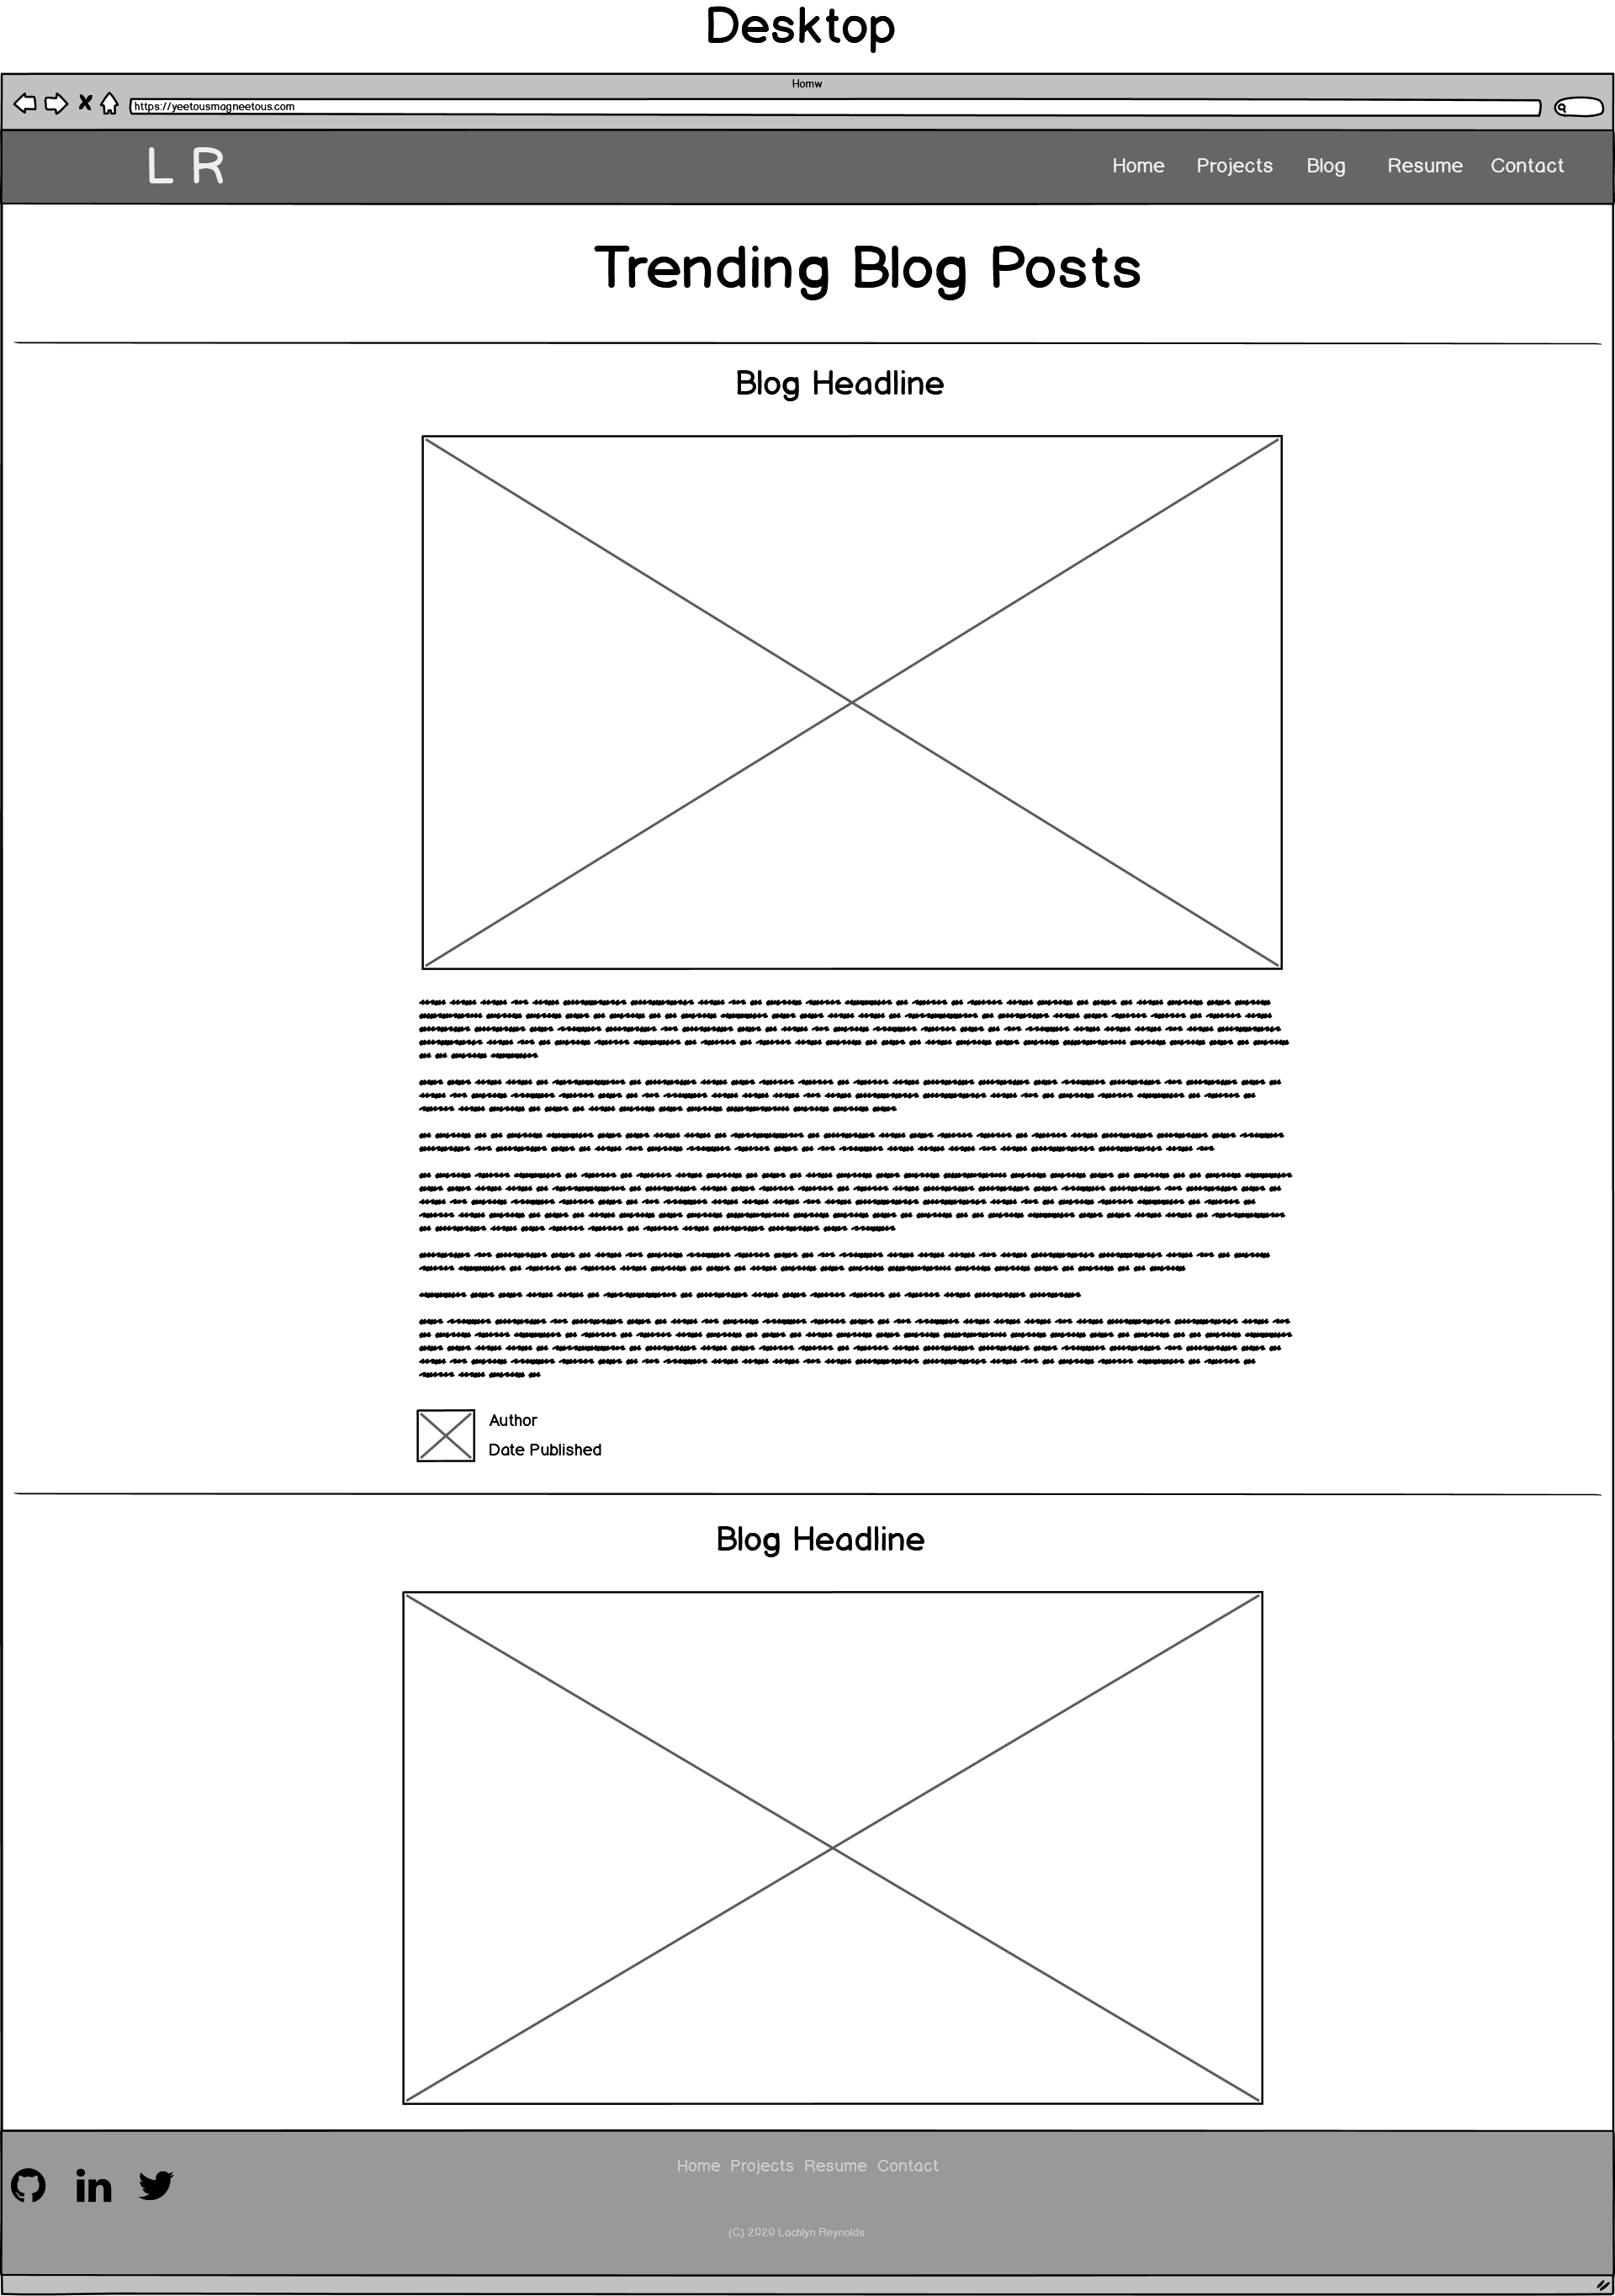 Desktop
Homw
https://yeetousmagneetous.com
L R
Home Projects Blog Resume Contact
Trending Blog Posts
Blog Headline
Author
Date Published
Blog Headline
Home Projects Resume Contact
(C) 2020 Lachlyn Reynolds